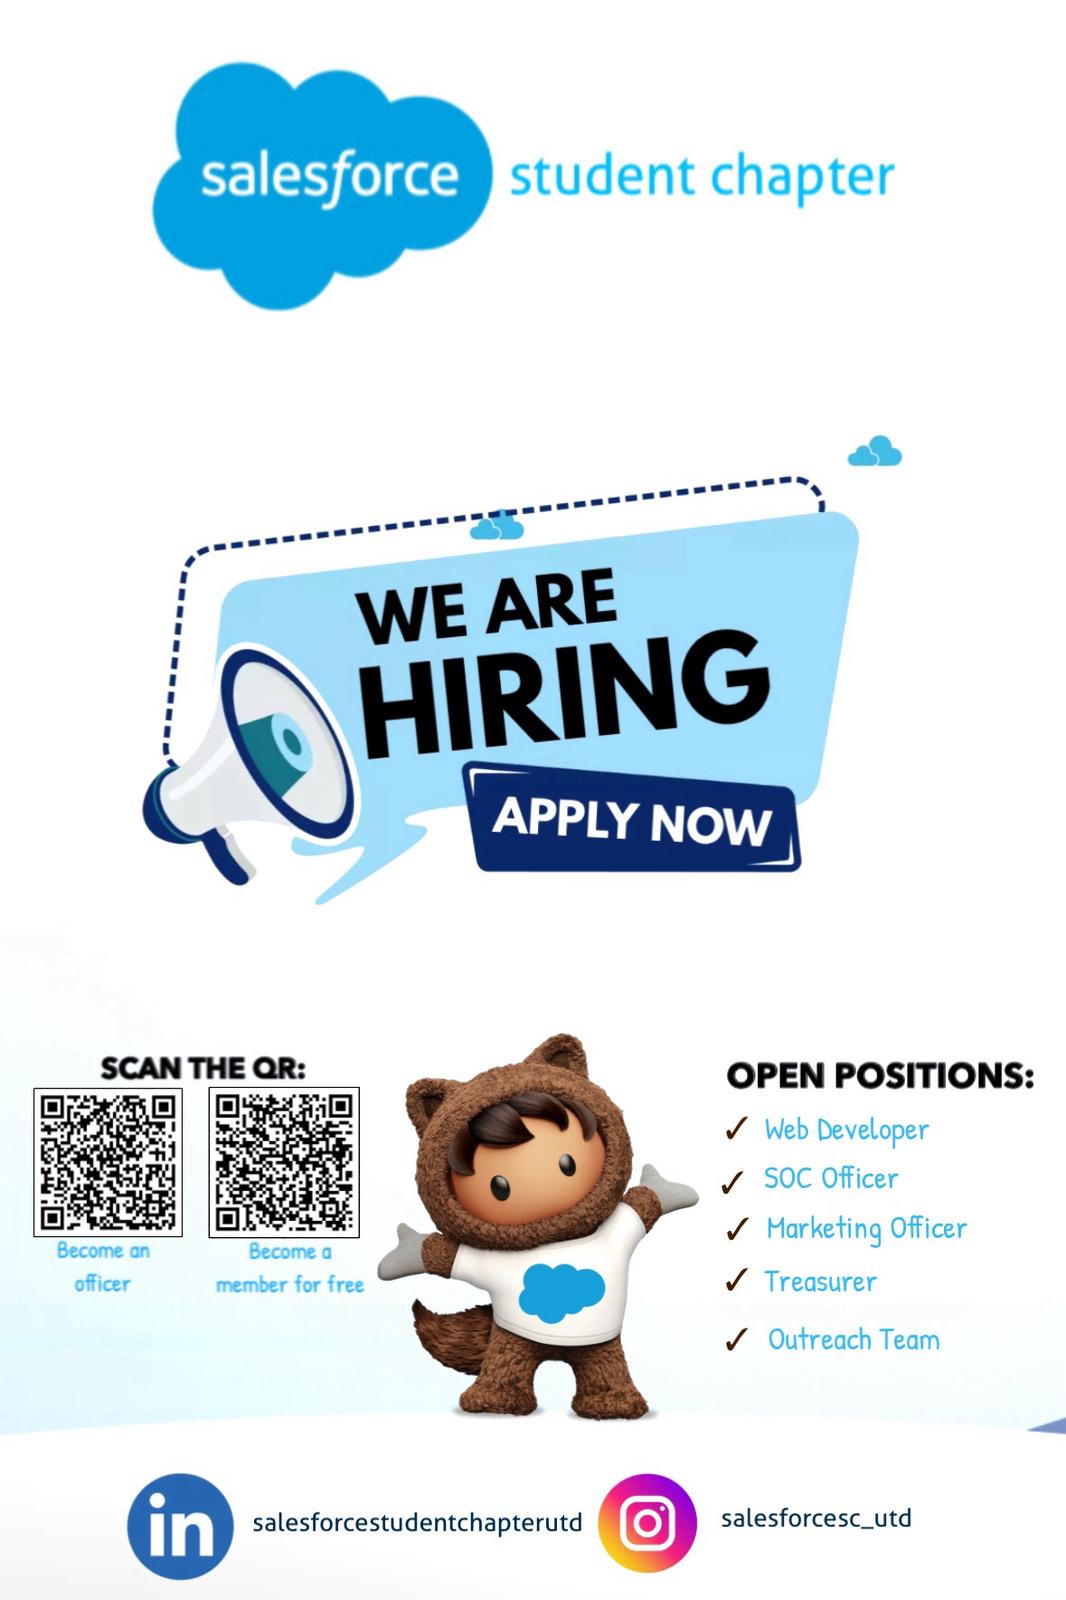 salesforce student chapter
WE ARE
HIRING
APPLY NOW
SCAN THE QR:
Become an
officer
Become a
member for free
OPEN POSITIONS:
✓ Web Developer
✓ SOC Officer
✓ Marketing Officer
✓ Treasurer
✓ Outreach Team
in salesforcestudentchapterutd
salesforcesc_utd